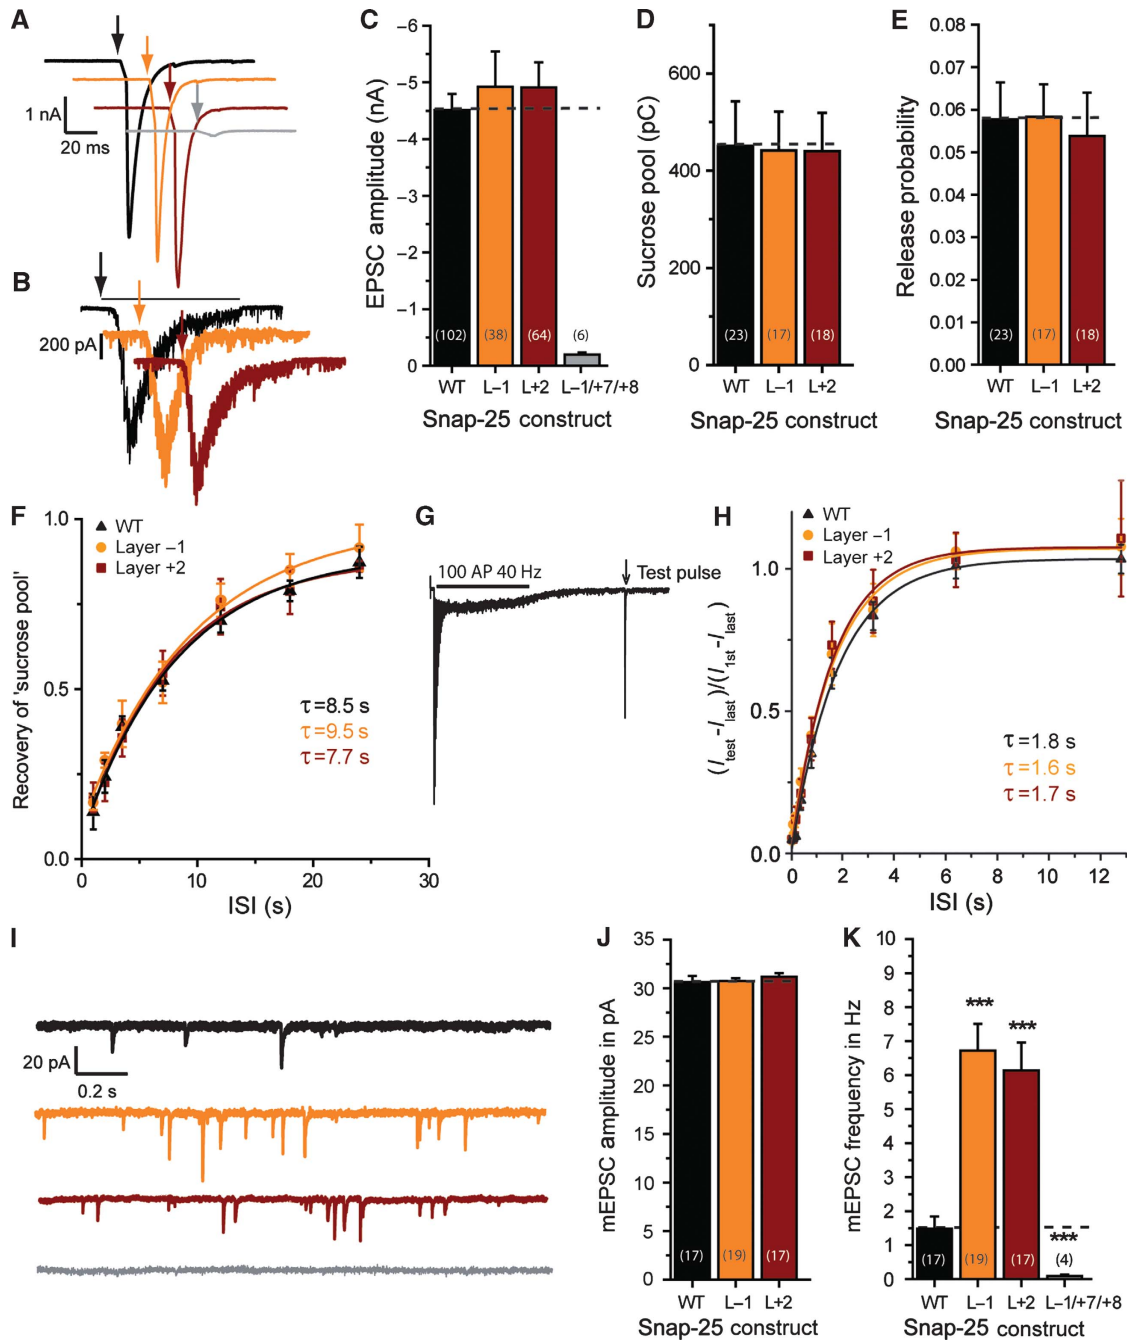 A
1 nA
20 ms
B
200 pA
C
EPSC amplitude (nA)
–6
–5
–4
–3
–2
–1
0
(102)
(38)
(64)
(6)
WT
L–1
L+2
L–1/+7/+8
Snap-25 construct
D
Sucrose pool (pC)
600
400
200
0
(23)
(17)
(18)
WT
L–1
L+2
Snap-25 construct
E
Release probability
0.08
0.07
0.06
0.05
0.04
0.03
0.02
0.01
0.00
(23)
(17)
(18)
WT
L–1
L+2
Snap-25 construct
F
Recovery of 'sucrose pool'
1.0
0.5
0.0
WT
Layer –1
Layer +2
τ=8.5 s
τ=9.5 s
τ=7.7 s
0
10
20
30
ISI (s)
G
100 AP 40 Hz
Test pulse
H
(Itest-Ilast)/(I1st-Ilast)
1.0
0.5
0.0
WT
Layer –1
Layer +2
τ=1.8 s
τ=1.6 s
τ=1.7 s
0
2
4
6
8
10
12
ISI (s)
I
20 pA
0.2 s
J
mEPSC amplitude in pA
35
30
25
20
15
10
5
0
(17)
(19)
(17)
WT
L–1
L+2
Snap-25 construct
K
mEPSC frequency in Hz
10
9
8
7
6
5
4
3
2
1
0
***
***
***
(17)
(19)
(17)
(4)
WT
L–1
L+2
L–1/+7/+8
Snap-25 construct